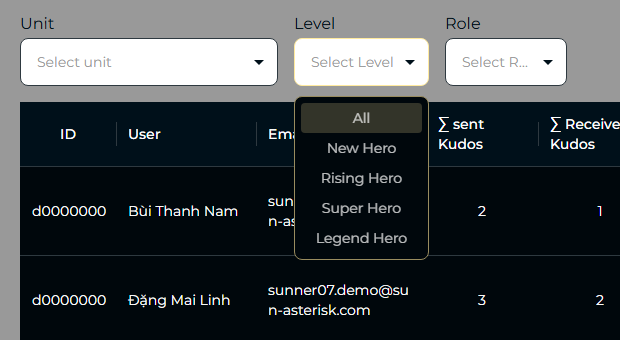 Unit
Level
Role
Select unit
Select Level
Select R...
All
New Hero
Rising Hero
Super Hero
Legend Hero
ID
User
Ema
∑ sent
Kudos
∑ Receive
Kudos
d0000000
Bùi Thanh Nam
sun
n-as
2
1
d0000000
Đặng Mai Linh
sunner07.demo@su
n-asterisk.com
3
2